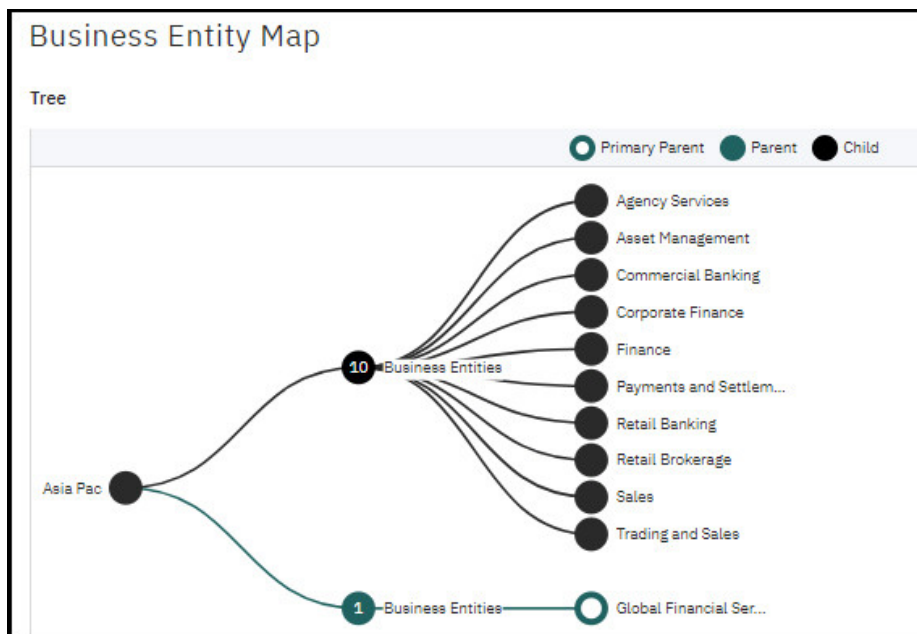 Business Entity Map
Tree
Primary Parent Parent Child
Agency Services
Asset Management
Commercial Banking
Corporate Finance
Finance
10 Business Entities
Payments and Settlem...
Retail Banking
Retail Brokerage
Asia Pac
Sales
Trading and Sales
1 Business Entities
Global Financial Ser...